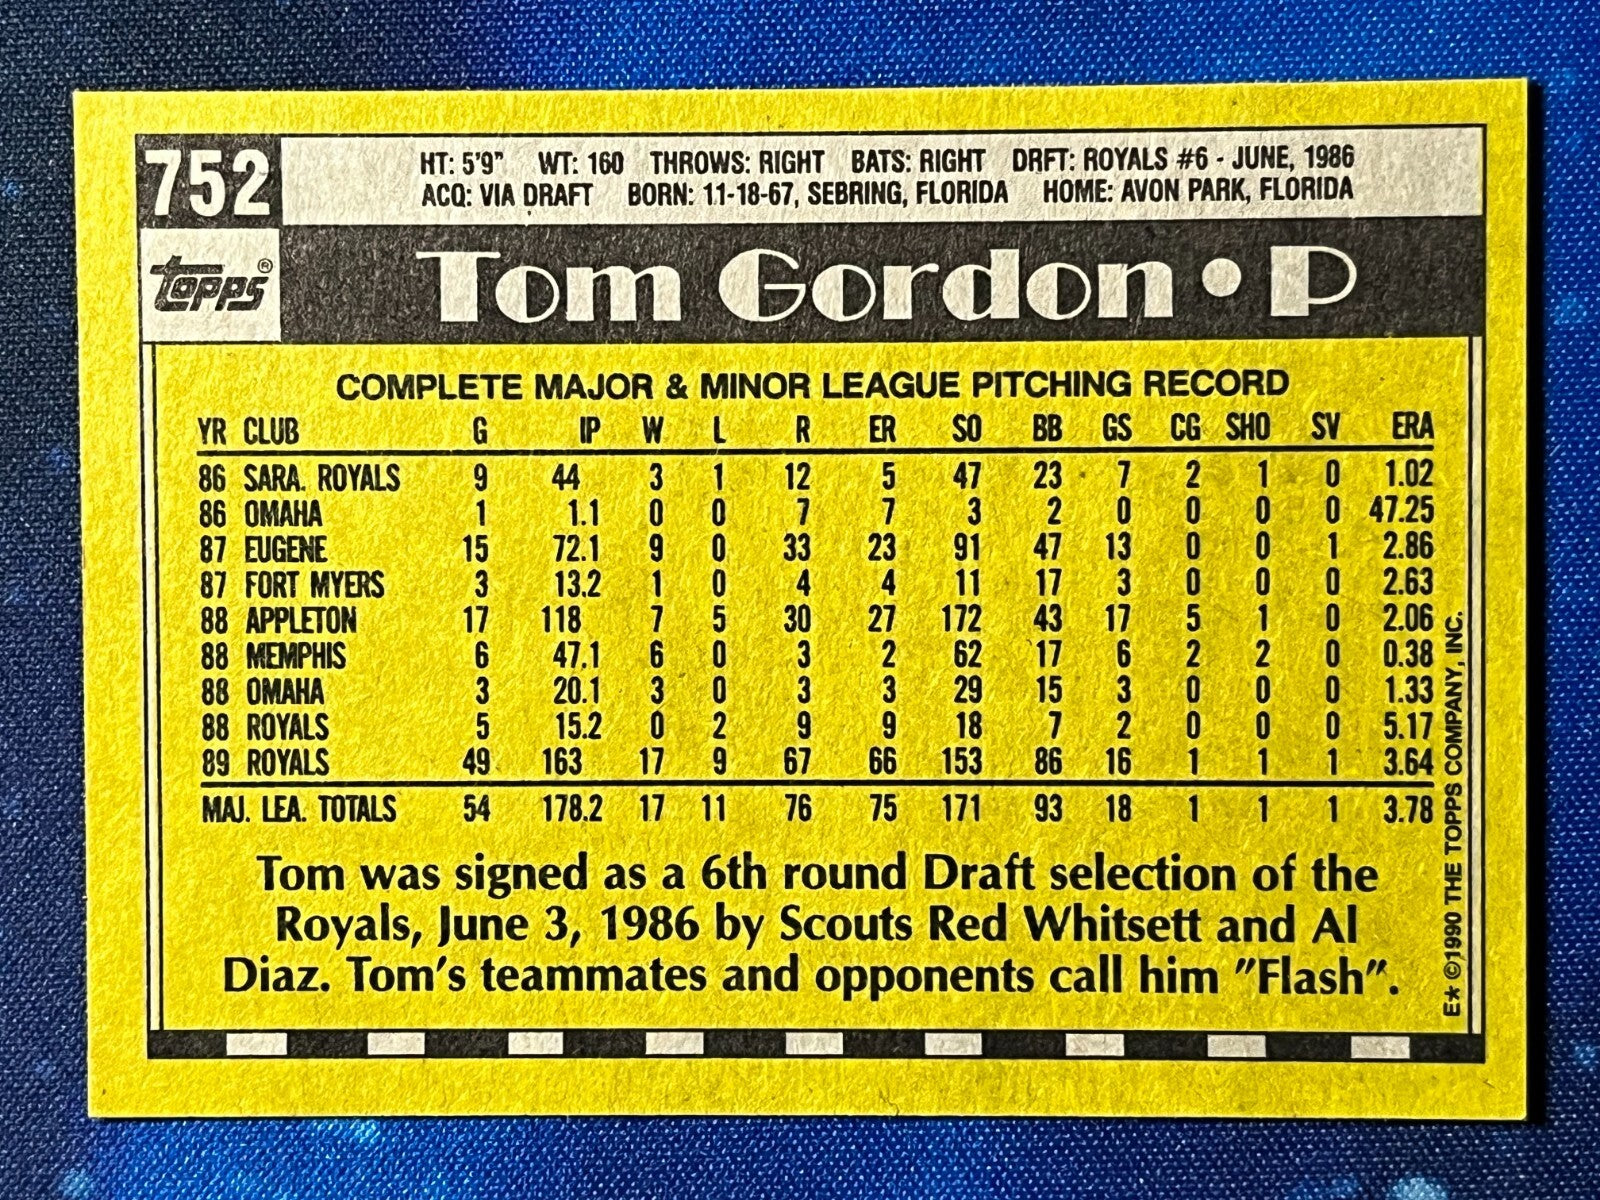 752
HT: 5'9" WT: 160 THROWS: RIGHT BATS: RIGHT DRFT: ROYALS #6 - JUNE, 1986
ACQ: VIA DRAFT BORN: 11-18-67, SEBRING, FLORIDA HOME: AVON PARK, FLORIDA
topps®
Tom Gordon • P
COMPLETE MAJOR & MINOR LEAGUE PITCHING RECORD
YR CLUB G IP W L R ER SO BB GS CG SHO SV ERA
86 SARA. ROYALS 9 44 3 1 12 5 47 23 7 2 1 0 1.02
86 OMAHA 1 1.1 0 0 7 7 3 2 0 0 0 0 47.25
87 EUGENE 15 72.1 9 0 33 23 91 47 13 0 0 1 2.86
87 FORT MYERS 3 13.2 1 0 4 4 11 17 3 0 0 0 2.63
88 APPLETON 17 118 7 5 30 27 172 43 17 5 1 0 2.06
88 MEMPHIS 6 47.1 6 0 3 2 62 17 6 2 2 0 0.38
88 OMAHA 3 20.1 3 0 3 3 29 15 3 0 0 0 1.33
88 ROYALS 5 15.2 0 2 9 9 18 7 2 0 0 0 5.17
89 ROYALS 49 163 17 9 67 66 153 86 16 1 1 1 3.64
MAJ. LEA. TOTALS 54 178.2 17 11 76 75 171 93 18 1 1 1 3.78
Tom was signed as a 6th round Draft selection of the
Royals, June 3, 1986 by Scouts Red Whitsett and Al
Diaz. Tom's teammates and opponents call him "Flash".
E* ©1990 THE TOPPS COMPANY, INC.